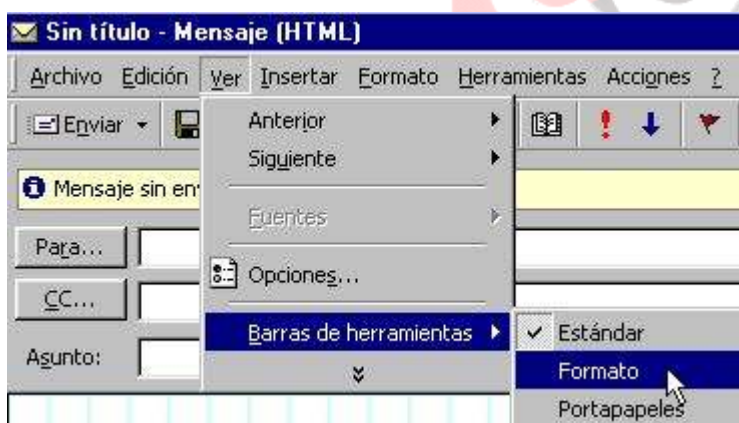 Sin título - Mensaje (HTML)
Archivo Edición Ver Insertar Formato Herramientas Acciones ?
Enviar
Anterior
Siguiente
Mensaje sin
Fuentes
Para...
Opciones...
CC...
Barras de herramientas
Estándar
Asunto:
Formato
Portapapeles